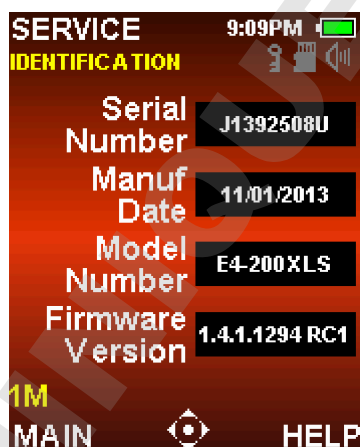 SERVICE 9:09PM
IDENTIFICATION
Serial
Number
J1392508U
Manuf
Date
11/01/2013
Model
Number
E4-200XLS
Firmware
Version
1.4.1.1294 RC1
1M
MAIN HELP